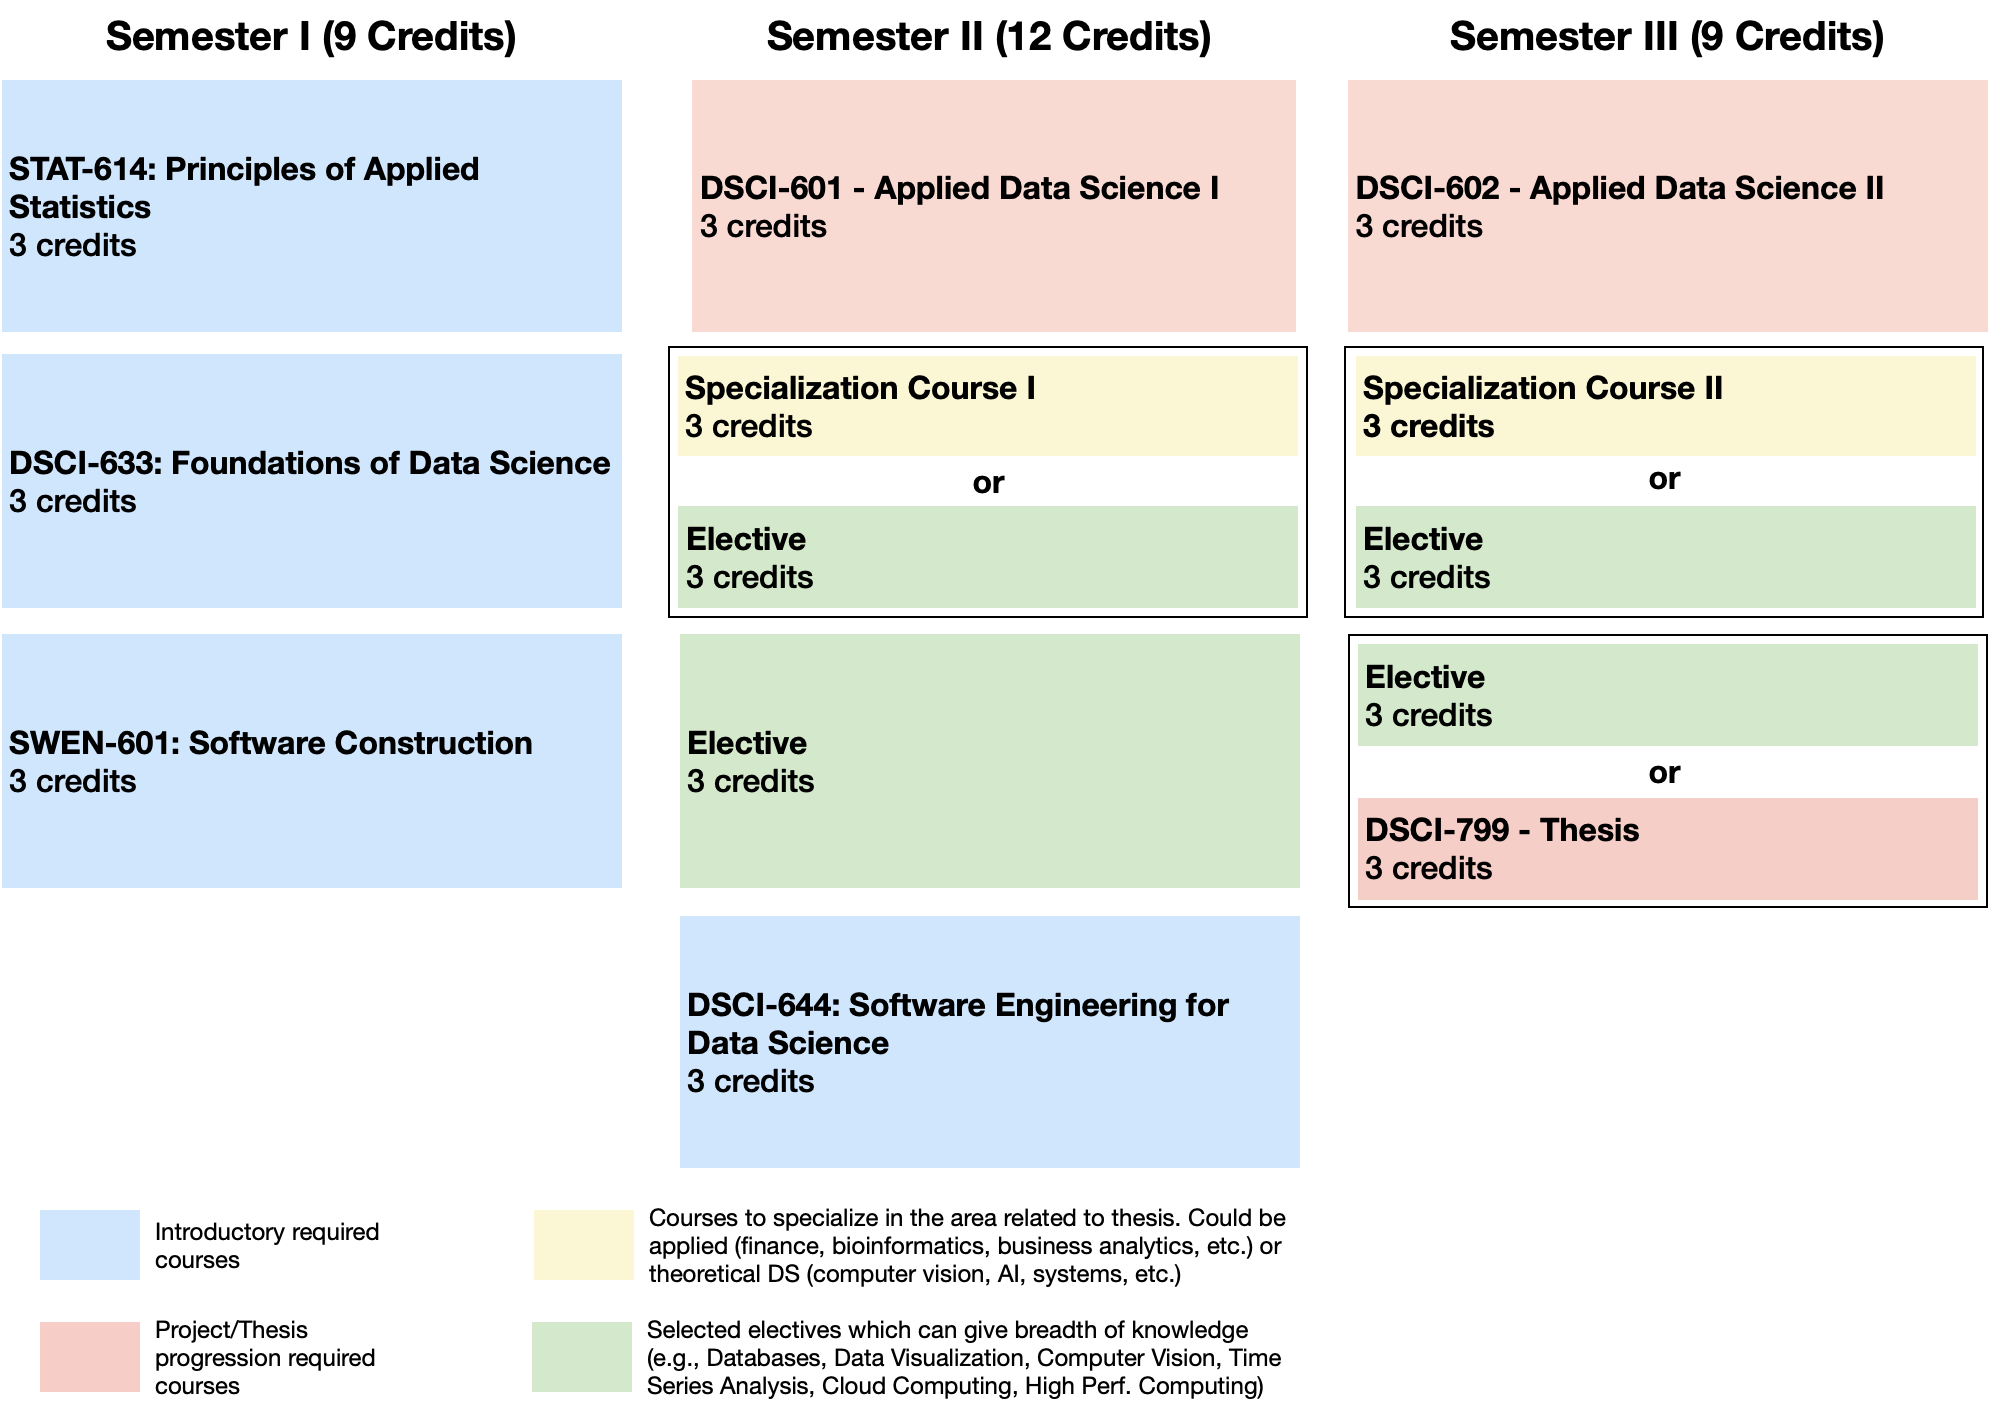 Semester I (9 Credits)
STAT-614: Principles of Applied
Statistics
3 credits
DSCI-633: Foundations of Data Science
3 credits
SWEN-601: Software Construction
3 credits
Semester II (12 Credits)
DSCI-601 - Applied Data Science I
3 credits
Specialization Course I
3 credits
or
Elective
3 credits
Elective
3 credits
DSCI-644: Software Engineering for
Data Science
3 credits
Semester III (9 Credits)
DSCI-602 - Applied Data Science II
3 credits
Specialization Course II
3 credits
or
Elective
3 credits
Elective
3 credits
or
DSCI-799 - Thesis
3 credits
Introductory required
courses
Courses to specialize in the area related to thesis. Could be
applied (finance, bioinformatics, business analytics, etc.) or
theoretical DS (computer vision, AI, systems, etc.)
Project/Thesis
progression required
courses
Selected electives which can give breadth of knowledge
(e.g., Databases, Data Visualization, Computer Vision, Time
Series Analysis, Cloud Computing, High Perf. Computing)